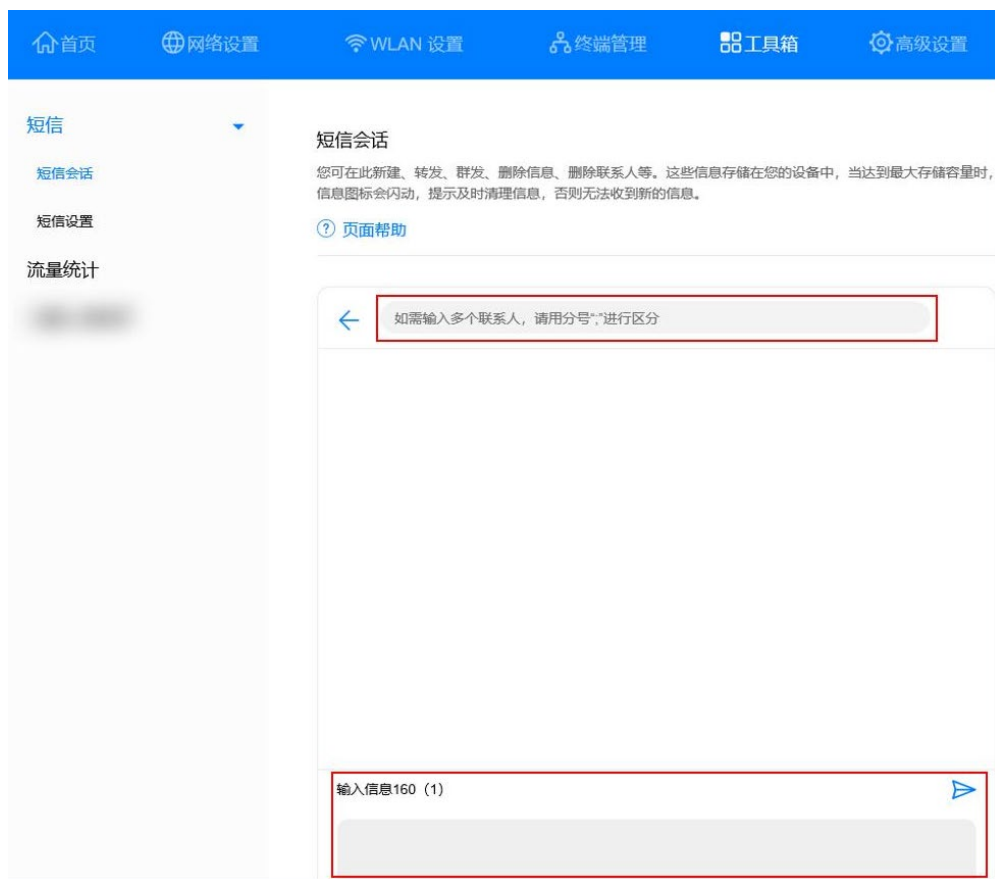 首页 网络设置 WLAN 设置 终端管理 工具箱 高级设置
短信
短信会话
短信设置
流量统计
短信会话
您可在此新建、转发、群发、删除信息、删除联系人等。这些信息存储在您的设备中，当达到最大存储容量时，
信息图标会闪动，提示及时清理信息，否则无法收到新的信息。
? 页面帮助
如需输入多个联系人，请用分号";"进行区分
输入信息160（1）